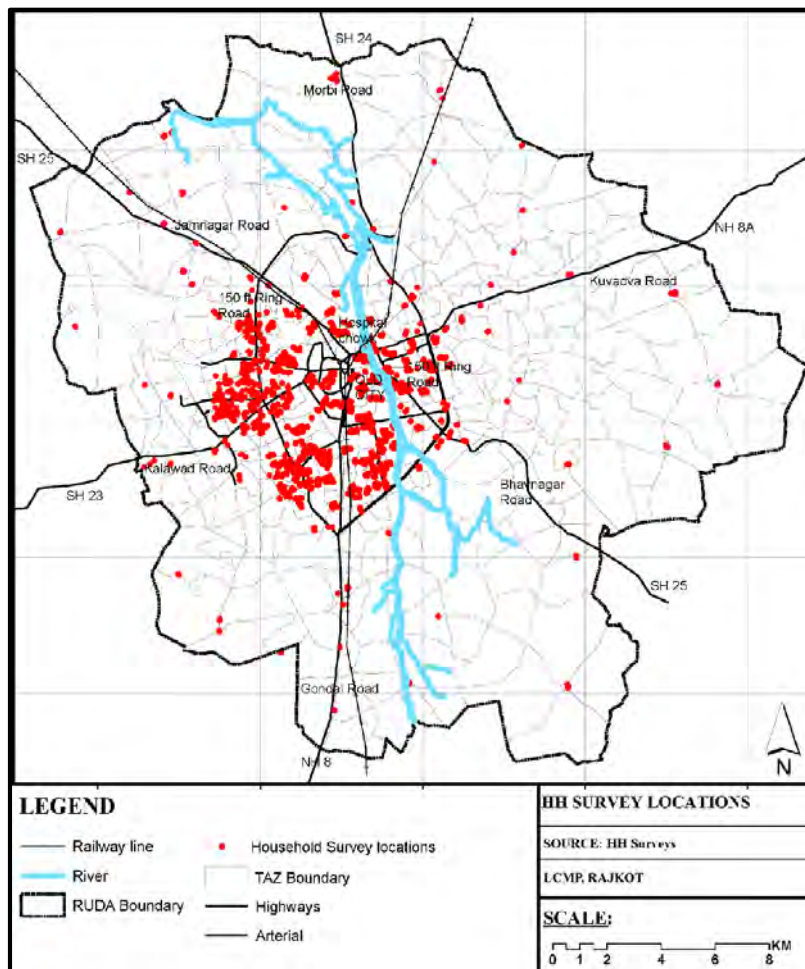 SH 24
Morbi Road
SH 25
NH 8A
Jamnagar Road
Kuvadva Road
150 ft Ring
Road
Hospital
chowk
Ring
Road
CITY
Kalawad Road
Bhavnagar
Road
SH 23
SH 25
Gondal Road
NH 8
N
LEGEND
Railway line
River
RUDA Boundary
Household Survey locations
TAZ Boundary
Highways
Arterial
HH SURVEY LOCATIONS
SOURCE: HH Surveys
LCMP, RAJKOT
SCALE:
0 1 2 4 6 8 KM